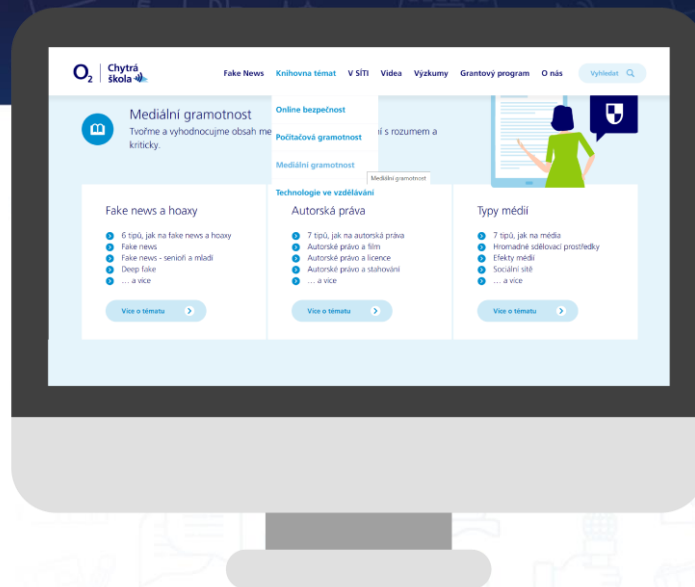 O2 Chytrá škola
Fake News Knihovna témat V SÍTI Videa Výzkumy Grantový program O nás Vyhledat
Online bezpečnost
Počítačová gramotnost
Mediální gramotnost
Mediální gramotnost
Technologie ve vzdělávání
Mediální gramotnost
Tvořme a vyhodnocujme obsah me
í s rozumem a
kriticky.
Fake news a hoaxy
6 tipů, jak na fake news a hoaxy
Fake news
Fake news - senioři a mladí
Deep fake
... a více
Více o tématu
Autorská práva
7 tipů, jak na autorská práva
Autorské právo a film
Autorské právo a licence
Autorské právo a stahování
... a více
Více o tématu
Typy médií
7 tipů, jak na média
Hromadné sdělovací prostředky
Efekty médií
Sociální sítě
... a více
Více o tématu